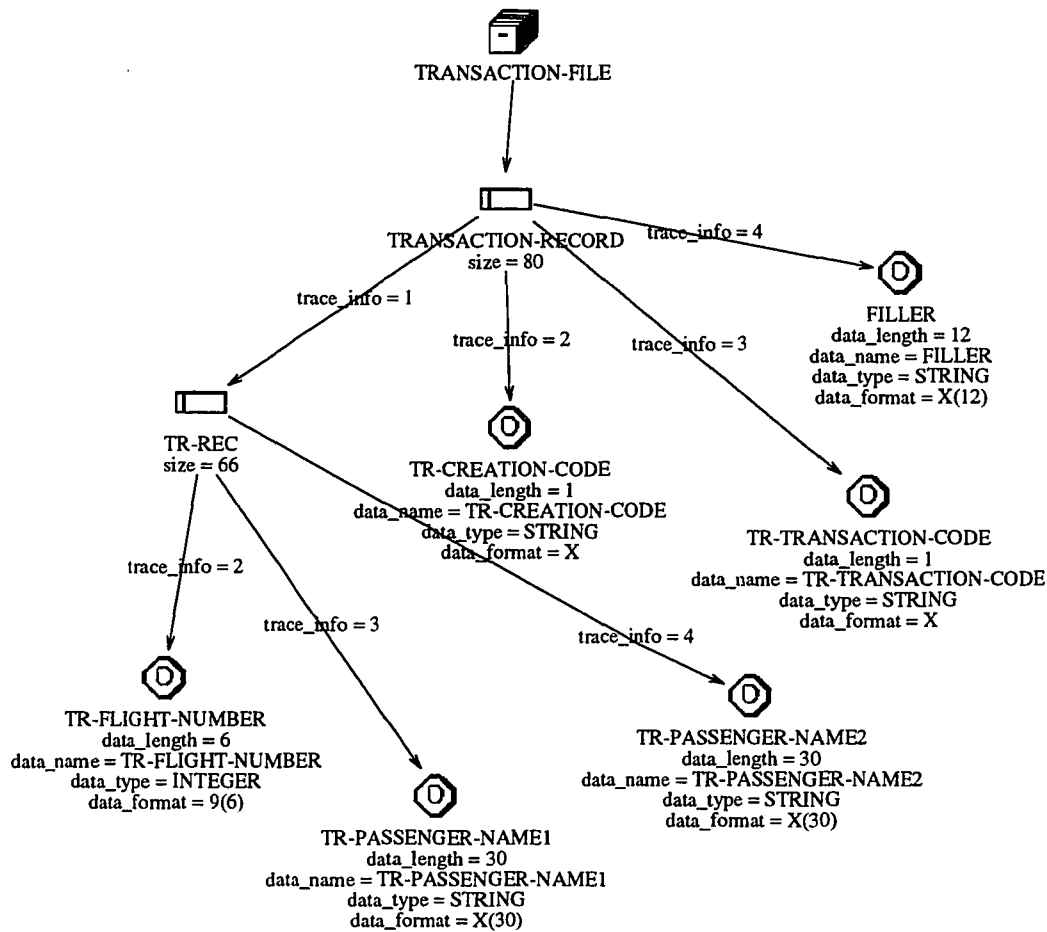 TRANSACTION-FILE
TRANSACTION-RECORD
size = 80
trace_info = 4
trace_info = 1
trace_info = 2
trace_info = 3
FILLER
data_length = 12
data_name = FILLER
data_type = STRING
data_format = X(12)
TR-REC
size = 66
D
TR-CREATION-CODE
data_length = 1
data_name = TR-CREATION-CODE
data_type = STRING
data_format = X
D
TR-TRANSACTION-CODE
data_length = 1
data_name = TR-TRANSACTION-CODE
data_type = STRING
data_format = X
D
trace_info = 2
trace_info = 3
trace_info = 4
D
TR-FLIGHT-NUMBER
data_length = 6
data_name = TR-FLIGHT-NUMBER
data_type = INTEGER
data_format = 9(6)
D
TR-PASSENGER-NAME2
data_length = 30
data_name = TR-PASSENGER-NAME2
data_type = STRING
data_format = X(30)
D
TR-PASSENGER-NAME1
data_length = 30
data_name = TR-PASSENGER-NAME1
data_type = STRING
data_format = X(30)